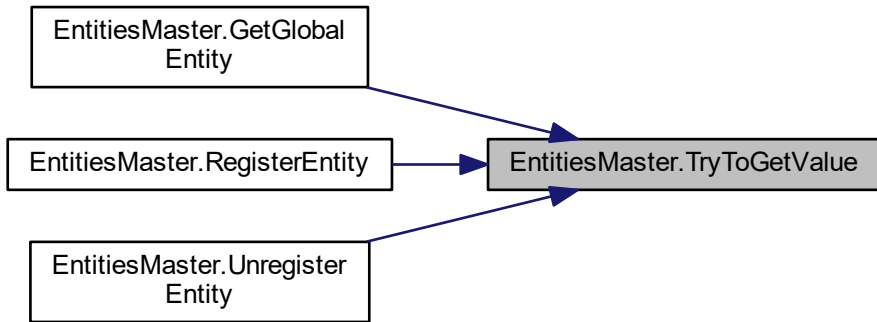 EntitiesMaster.GetGlobal
Entity
EntitiesMaster.RegisterEntity
EntitiesMaster.TryToGetValue
EntitiesMaster.Unregister
Entity